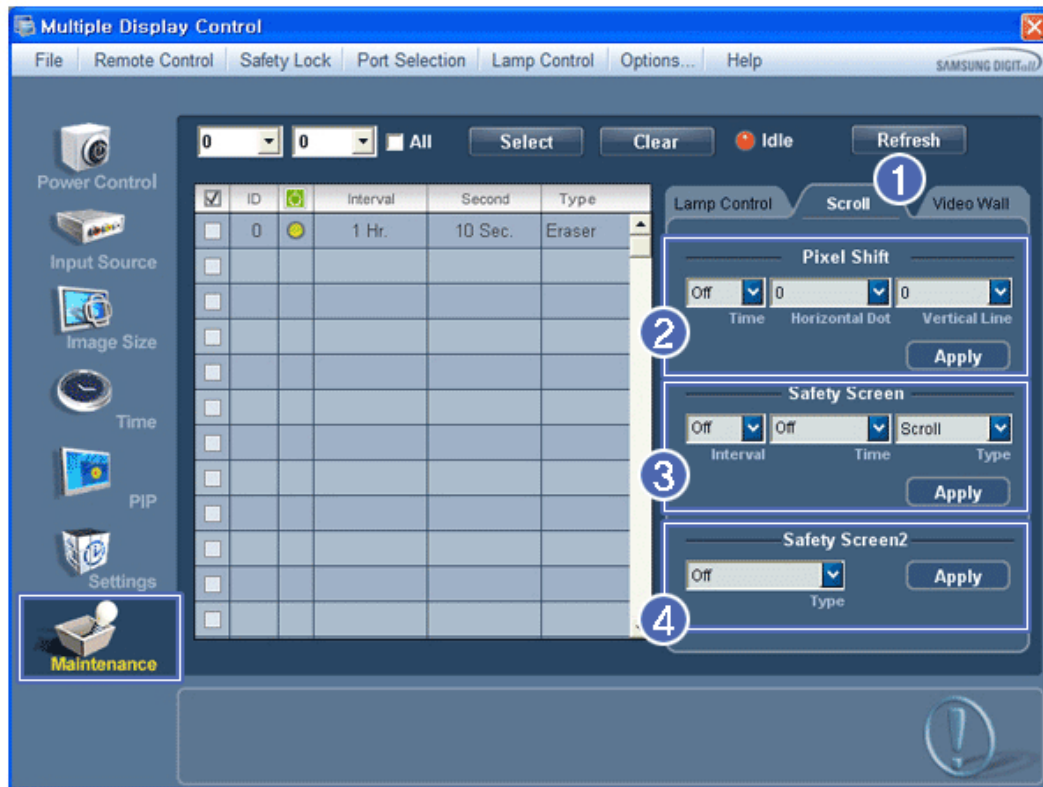 Multiple Display Control
File Remote Control Safety Lock Port Selection Lamp Control Options... Help SAMSUNG DIGITall
0 0 All Select Clear Idle Refresh
Power Control
Input Source
Image Size
Time
PIP
Settings
Maintenance
ID Interval Second Type
0 1 Hr. 10 Sec. Eraser
1
Lamp Control Scroll Video Wall
Pixel Shift
Off 0 0
Time Horizontal Dot Vertical Line
2
Apply
Safety Screen
Off Off Scroll
Interval Time Type
3
Apply
Safety Screen2
Off Apply
Type
4